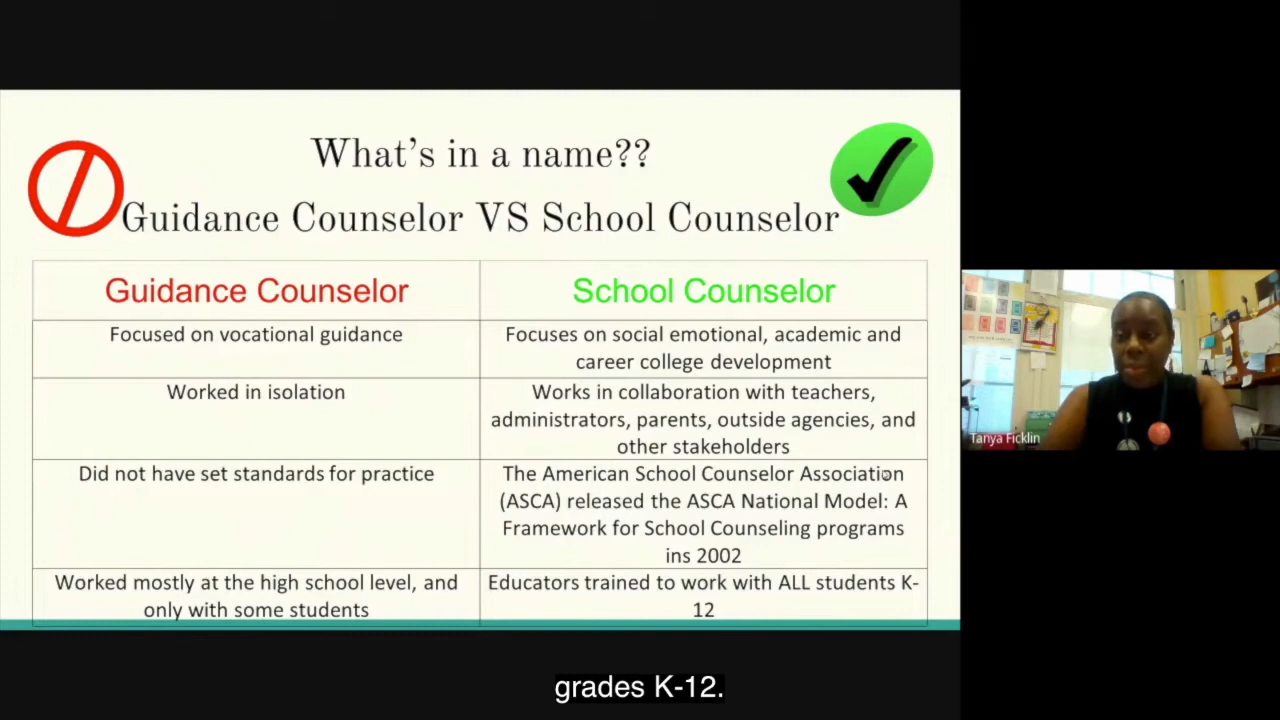 What's in a name??
Guidance Counselor VS School Counselor
Guidance Counselor
School Counselor
Focused on vocational guidance
Focuses on social emotional, academic and
career college development
Worked in isolation
Works in collaboration with teachers,
administrators, parents, outside agencies, and
other stakeholders
Did not have set standards for practice
The American School Counselor Association
(ASCA) released the ASCA National Model: A
Framework for School Counseling programs
ins 2002
Worked mostly at the high school level, and
only with some students
Educators trained to work with ALL students K-
12
Tanya Ficklin
grades K-12.